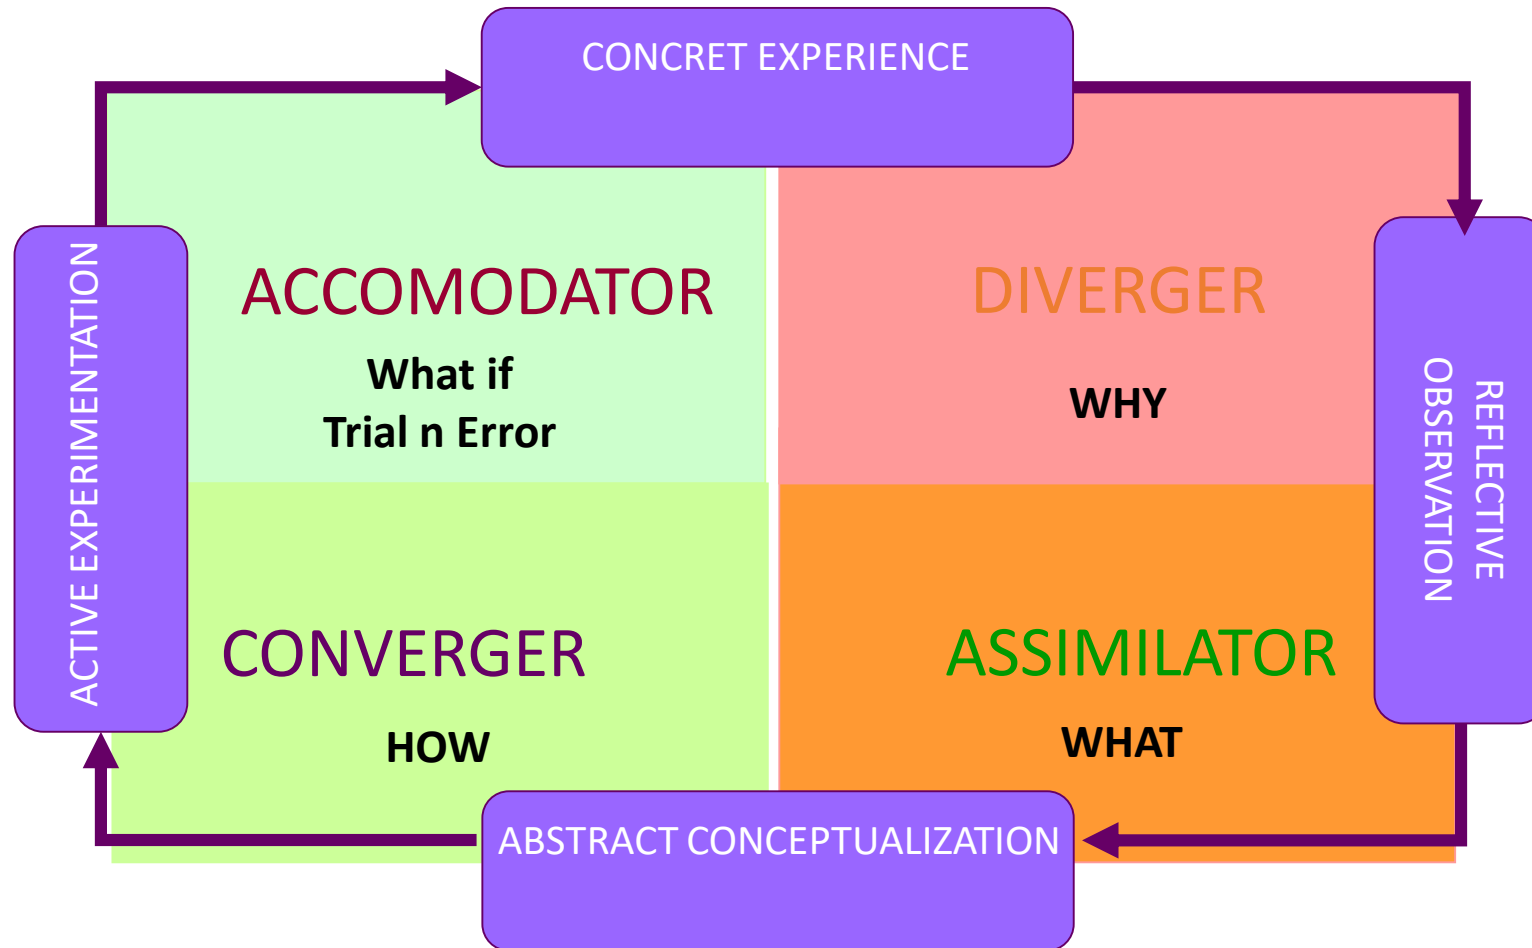 CONCRET EXPERIENCE
ACTIVE EXPERIMENTATION
ACCOMODATOR
What if
Trial n Error
DIVERGER
WHY
REFLECTIVE
OBSERVATION
CONVERGER
HOW
ASSIMILATOR
WHAT
ABSTRACT CONCEPTUALIZATION